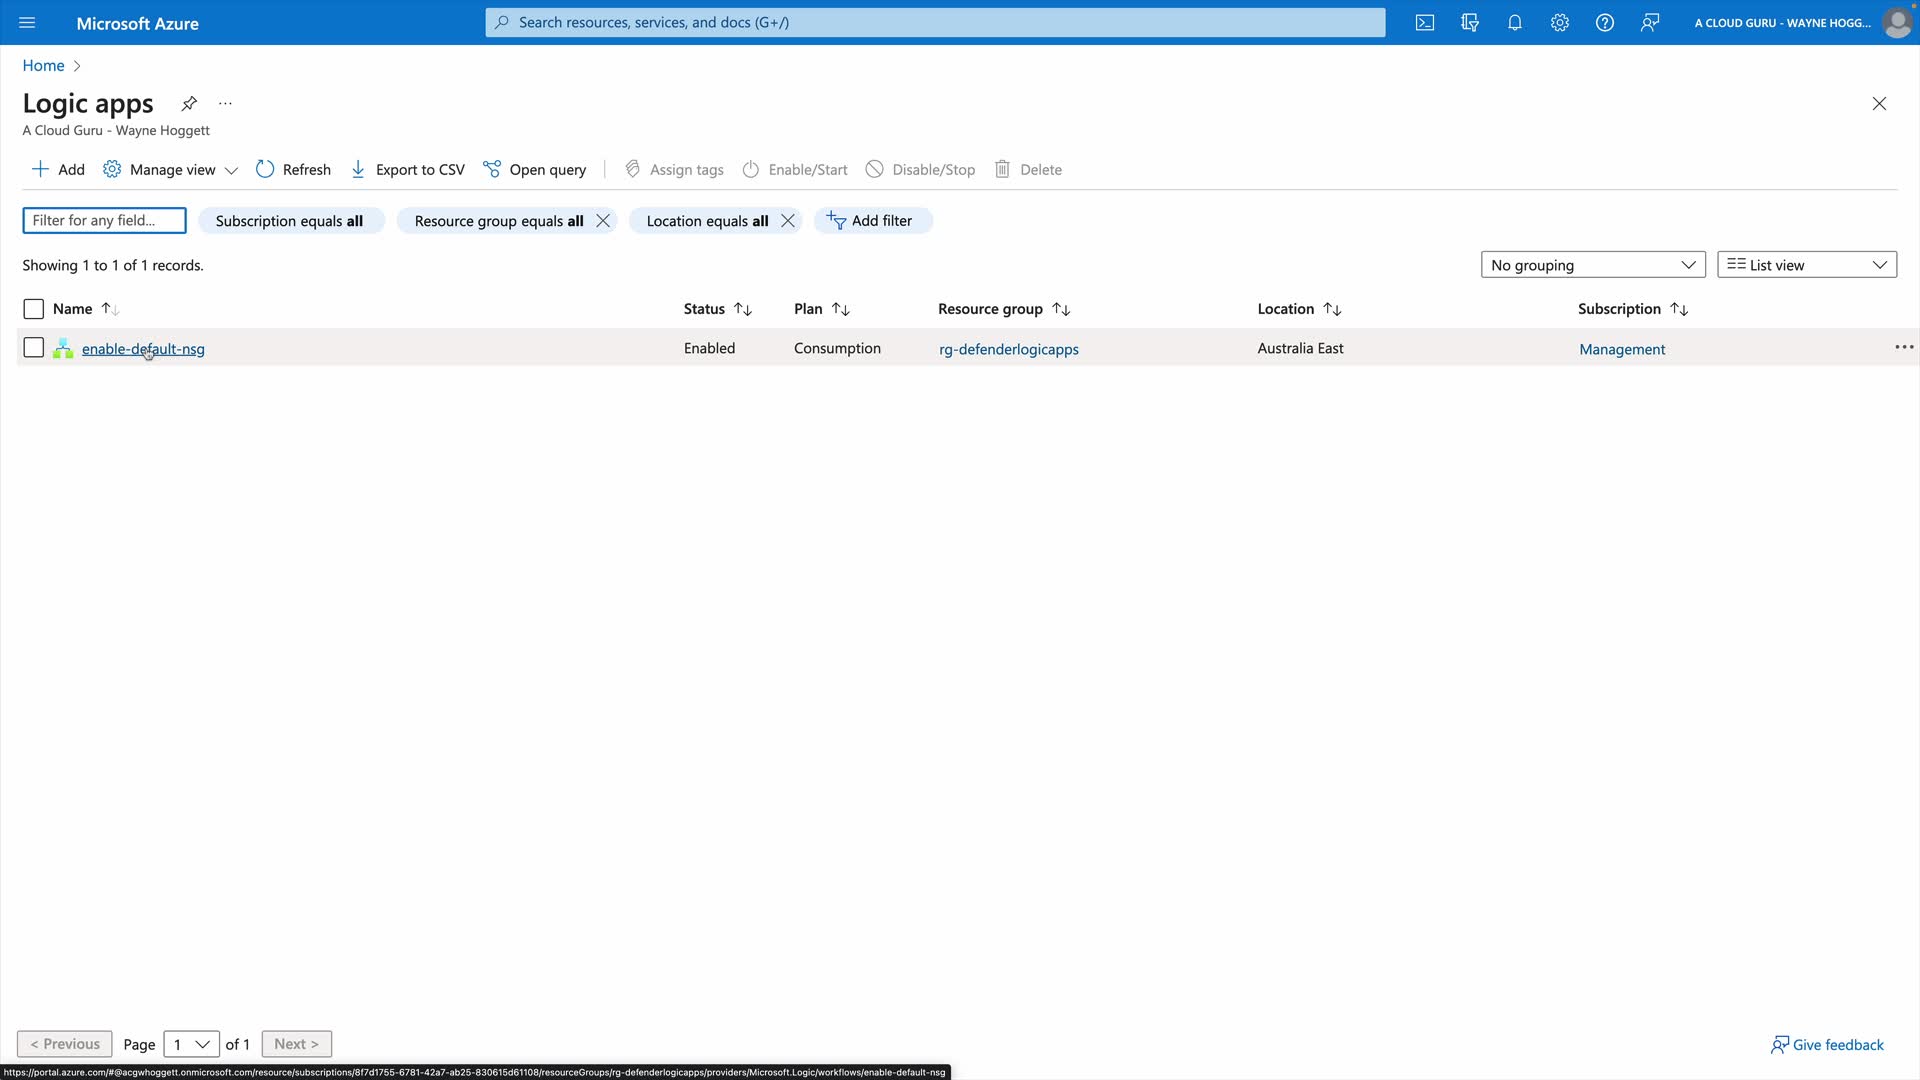 Microsoft Azure
Search resources, services, and docs (G+/)
A CLOUD GURU - WAYNE HOGG...
Home
Logic apps
A Cloud Guru - Wayne Hoggett
Add Manage view Refresh Export to CSV Open query Assign tags Enable/Start Disable/Stop Delete
Filter for any field... Subscription equals all Resource group equals all Location equals all Add filter
Showing 1 to 1 of 1 records.
No grouping List view
Name Status Plan Resource group Location Subscription
enable-default-nsg Enabled Consumption rg-defenderlogicapps Australia East Management
< Previous Page 1 of 1 Next >
Give feedback
https://portal.azure.com/#@acgwhoggett.onmicrosoft.com/resource/subscriptions/8f7d1755-6781-42a7-ab25-830615d61108/resourceGroups/rg-defenderlogicapps/providers/Microsoft.Logic/workflows/enable-default-nsg